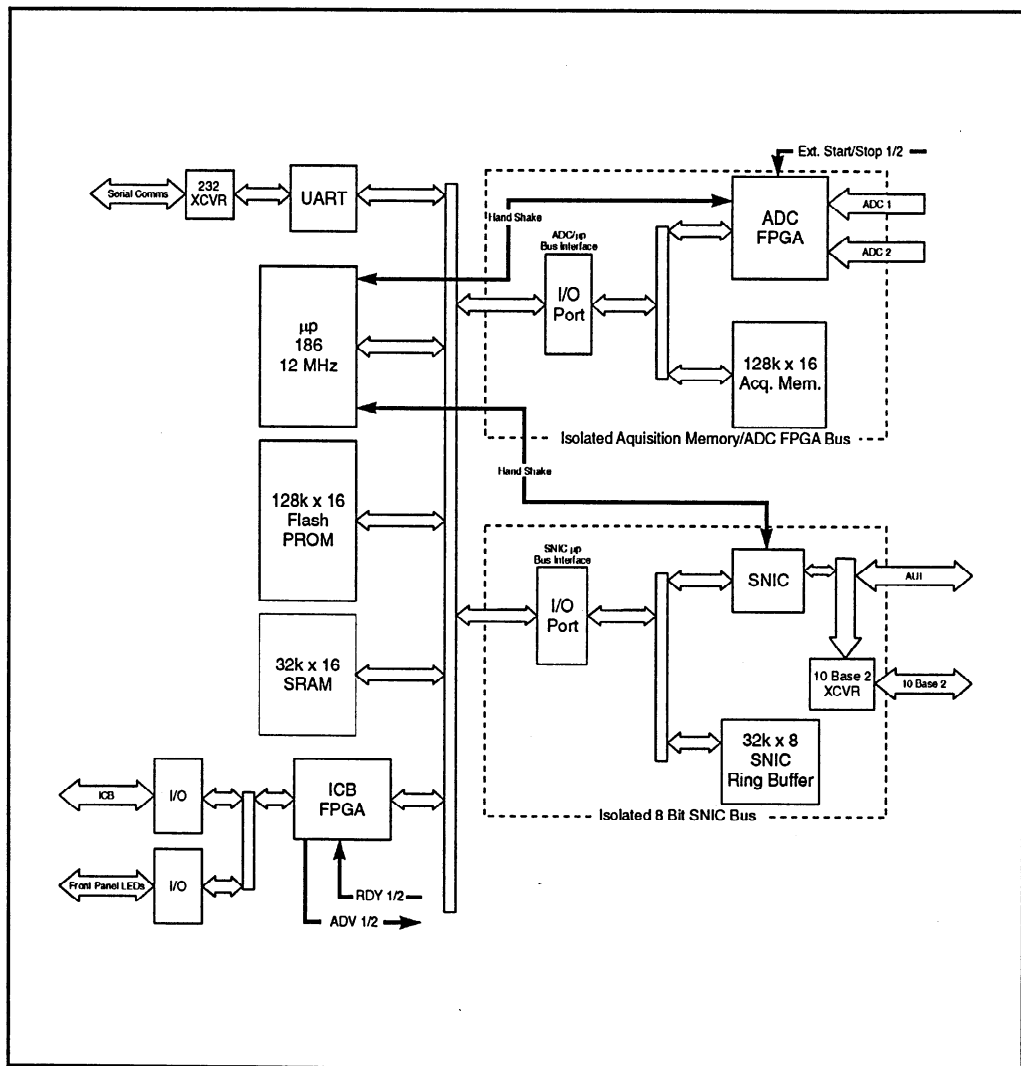 Ext. Start/Stop 1/2
Serial Comms
232
XCVR
UART
Hand Shake
ADC
FPGA
ADC 1
ADC 2
ADC/µp
Bus Interface
I/O
Port
µp
186
12 MHz
128k x 16
Acq. Mem.
Isolated Aquisition Memory/ADC FPGA Bus
Hand Shake
128k x 16
Flash
PROM
SNIC µp
Bus Interface
I/O
Port
SNIC
AUI
10 Base 2
XCVR
10 Base 2
32k x 16
SRAM
32k x 8
SNIC
Ring Buffer
Isolated 8 Bit SNIC Bus
ICB
I/O
ICB
FPGA
Front Panel LEDs
I/O
RDY 1/2
ADV 1/2